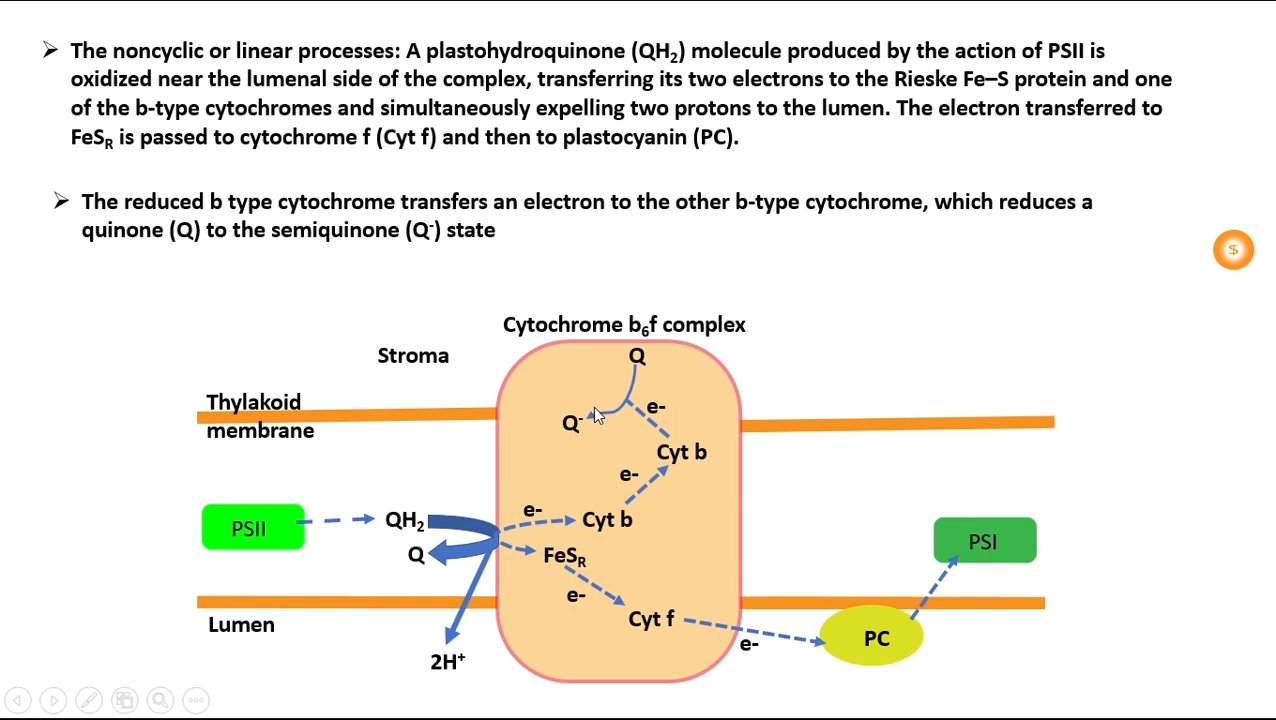 ➢ The noncyclic or linear processes: A plastohydroquinone (QH₂) molecule produced by the action of PSII is
oxidized near the lumenal side of the complex, transferring its two electrons to the Rieske Fe–S protein and one
of the b-type cytochromes and simultaneously expelling two protons to the lumen. The electron transferred to
FeSR is passed to cytochrome f (Cyt f) and then to plastocyanin (PC).
➢ The reduced b type cytochrome transfers an electron to the other b-type cytochrome, which reduces a
quinone (Q) to the semiquinone (Q⁻) state
$
Cytochrome b₆f complex
Stroma
Q
Thylakoid
membrane
Q⁻
e-
Cyt b
e-
PSII
QH₂
e-
Cyt b
PSI
Q
FeSR
e-
Lumen
Cyt f
e-
PC
2H⁺